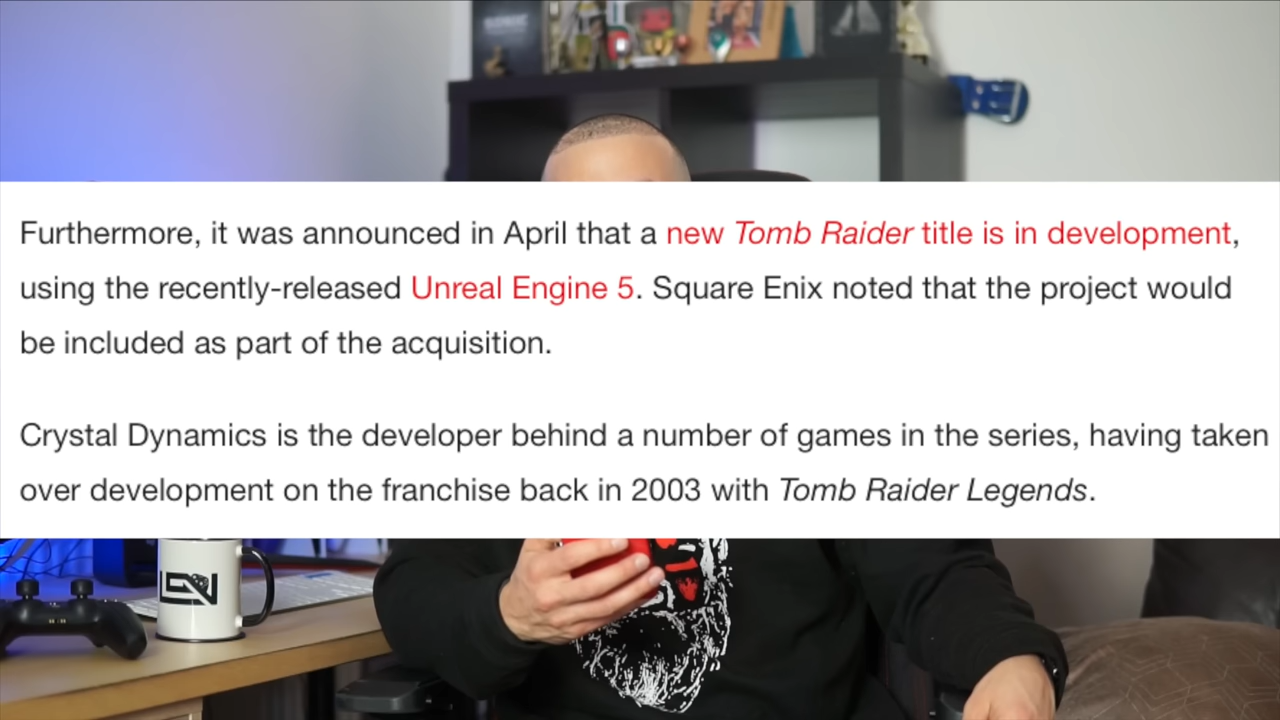 SONIC
Furthermore, it was announced in April that a new Tomb Raider title is in development,
using the recently-released Unreal Engine 5. Square Enix noted that the project would
be included as part of the acquisition.
Crystal Dynamics is the developer behind a number of games in the series, having taken
over development on the franchise back in 2003 with Tomb Raider Legends.